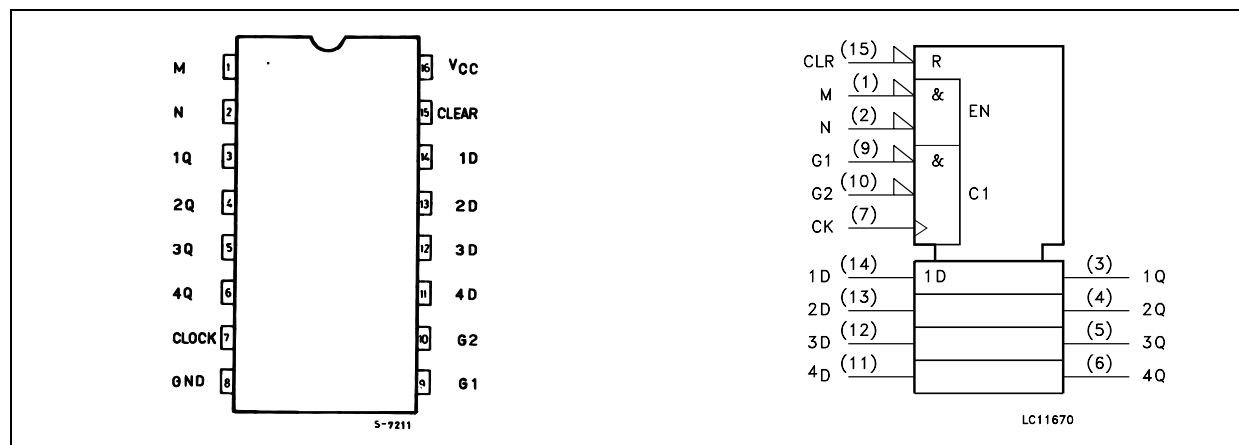 M 1 16 VCC
N 2 15 CLEAR
1Q 3 14 1D
2Q 4 13 2D
3Q 5 12 3D
4Q 6 11 4D
CLOCK 7 10 G2
GND 8 9 G1
S-7211
CLR (15) R
M (1) &
EN
N (2)
G1 (9) &
G2 (10) C1
CK (7)
1D (14) 1D (3) 1Q
2D (13) (4) 2Q
3D (12) (5) 3Q
4D (11) (6) 4Q
LC11670